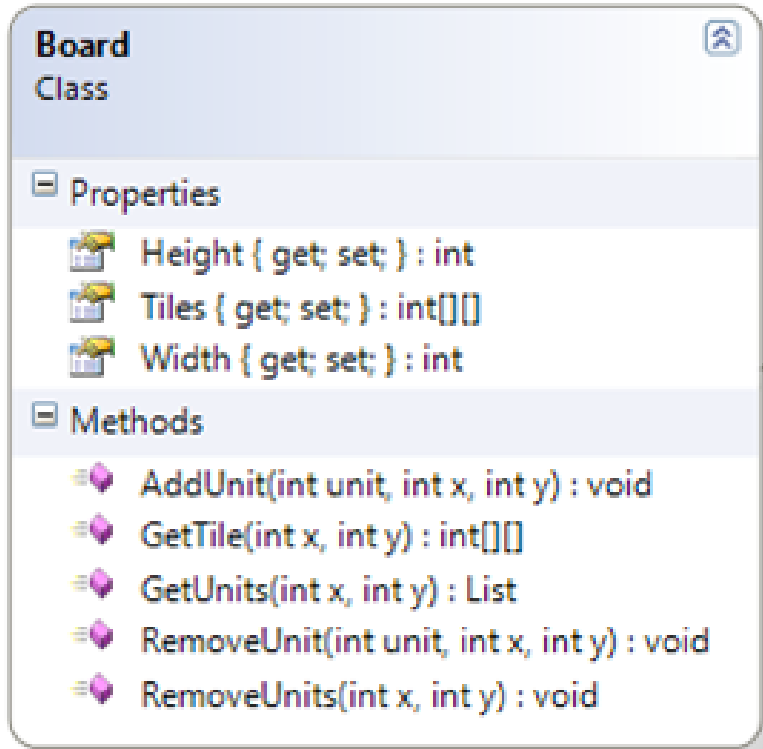 Board
Class
Properties
Height { get; set; } : int
Tiles { get; set; } : int[][]
Width { get; set; } : int
Methods
AddUnit(int unit, int x, int y) : void
GetTile(int x, int y) : int[][]
GetUnits(int x, int y) : List
RemoveUnit(int unit, int x, int y) : void
RemoveUnits(int x, int y) : void